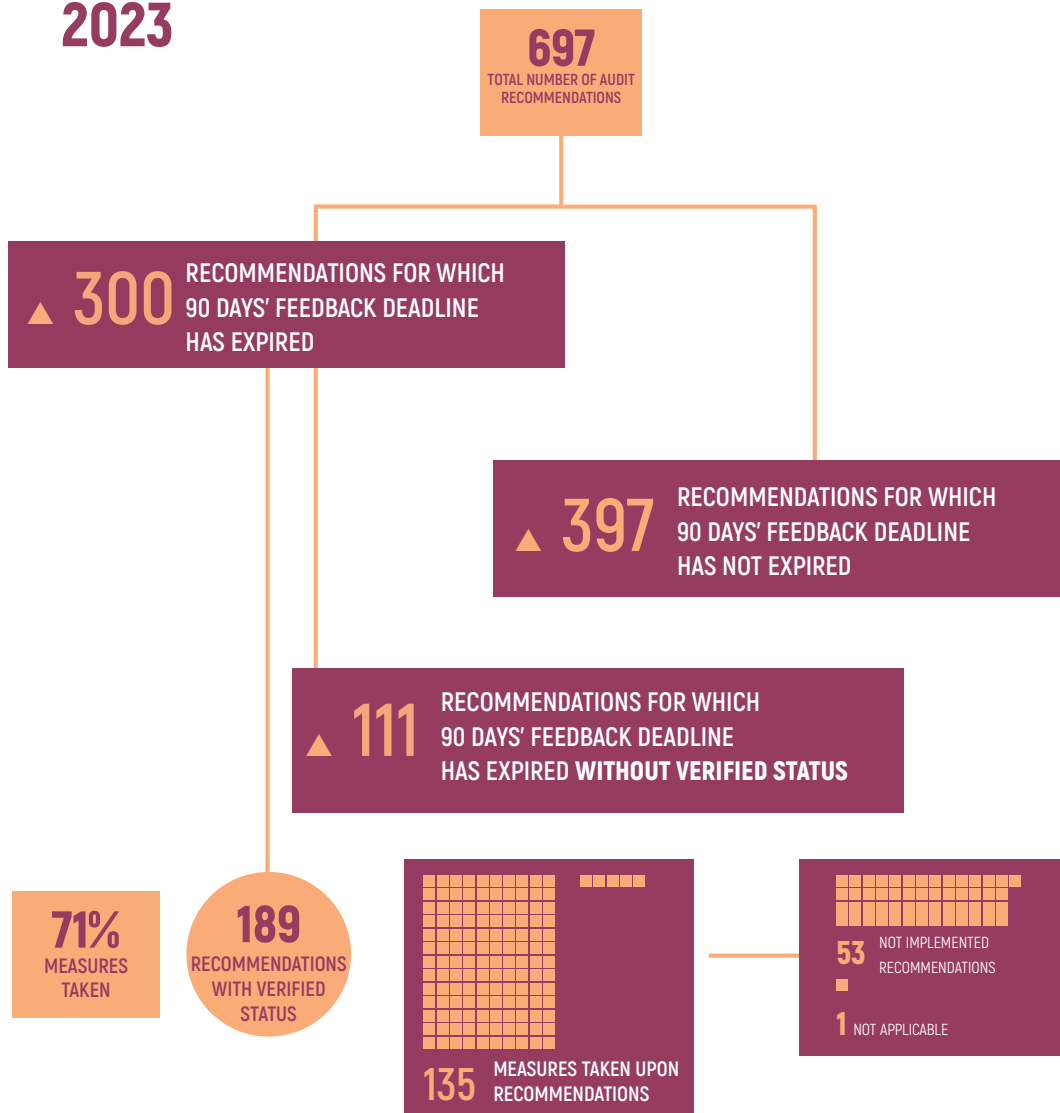 2023
697
TOTAL NUMBER OF AUDIT
RECOMMENDATIONS
300
RECOMMENDATIONS FOR WHICH
90 DAYS' FEEDBACK DEADLINE
HAS EXPIRED
397
RECOMMENDATIONS FOR WHICH
90 DAYS' FEEDBACK DEADLINE
HAS NOT EXPIRED
111
RECOMMENDATIONS FOR WHICH
90 DAYS' FEEDBACK DEADLINE
HAS EXPIRED WITHOUT VERIFIED STATUS
71%
MEASURES
TAKEN
189
RECOMMENDATIONS
WITH VERIFIED
STATUS
135
MEASURES TAKEN UPON
RECOMMENDATIONS
53
NOT IMPLEMENTED
RECOMMENDATIONS
1 NOT APPLICABLE